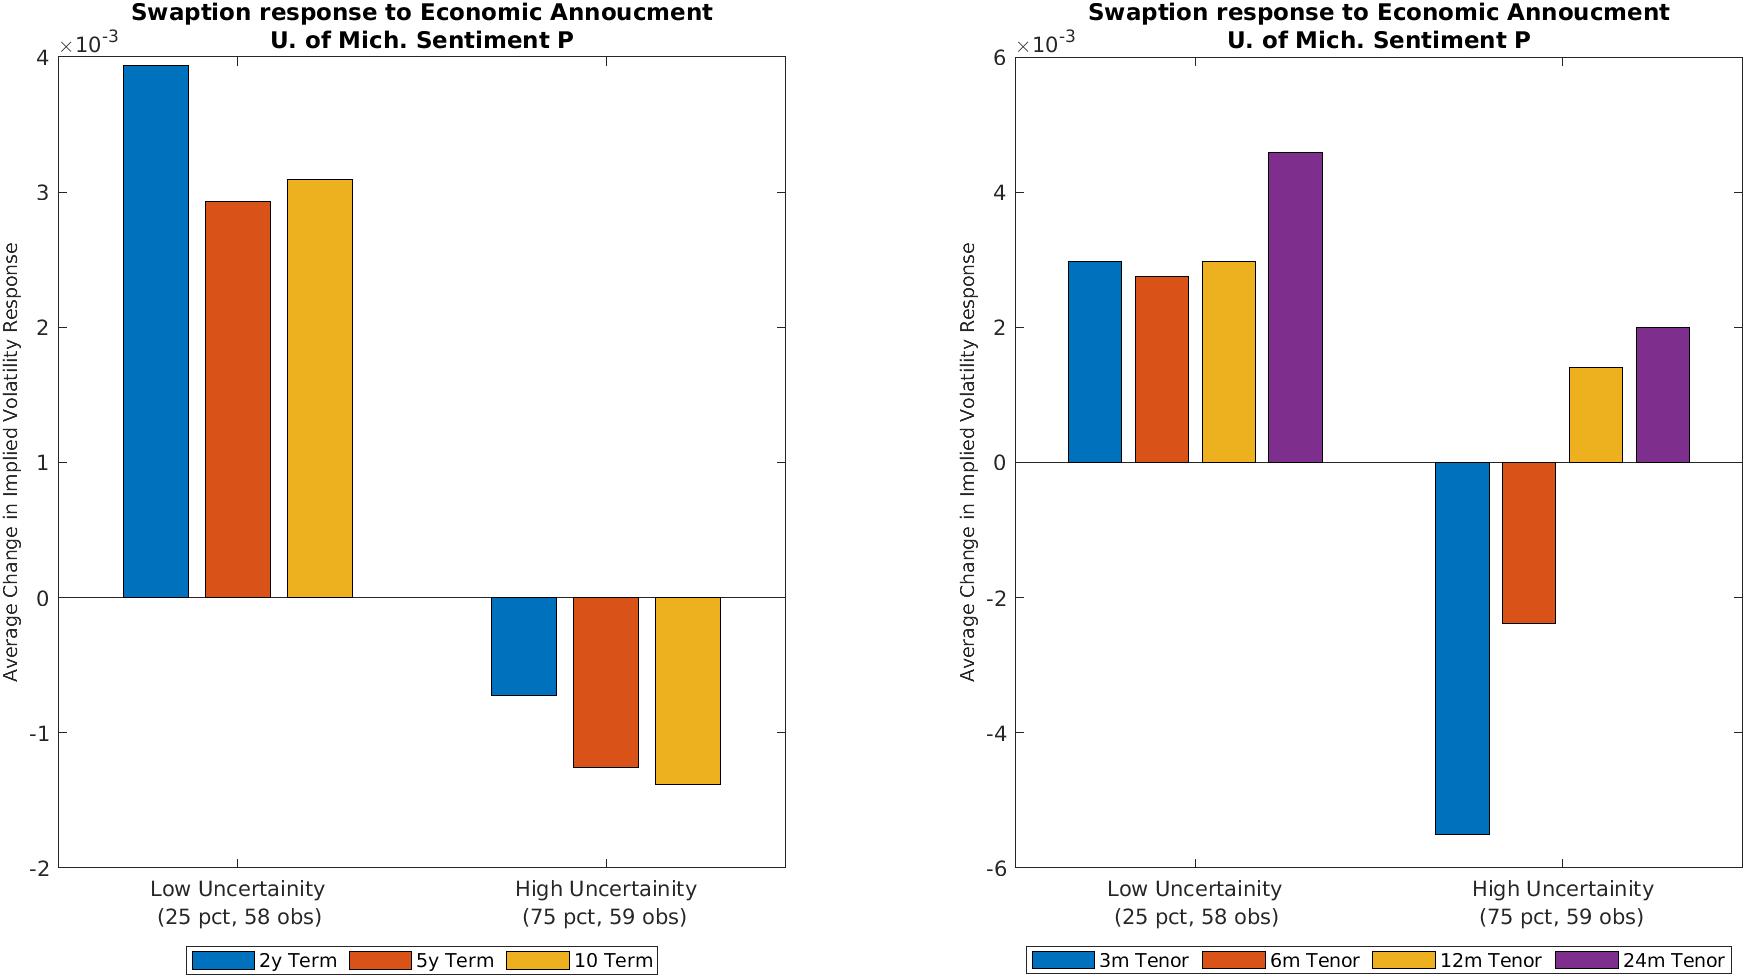 Swaption response to Economic Annoucment
U. of Mich. Sentiment P
×10-3
4
3
2
1
0
-1
-2
Average Change in Implied Volatility Response
Low Uncertainity
(25 pct, 58 obs)
High Uncertainity
(75 pct, 59 obs)
2y Term 5y Term 10 Term
Swaption response to Economic Annoucment
U. of Mich. Sentiment P
×10-3
6
4
2
0
-2
-4
-6
Average Change in Implied Volatility Response
Low Uncertainity
(25 pct, 58 obs)
High Uncertainity
(75 pct, 59 obs)
3m Tenor 6m Tenor 12m Tenor 24m Tenor